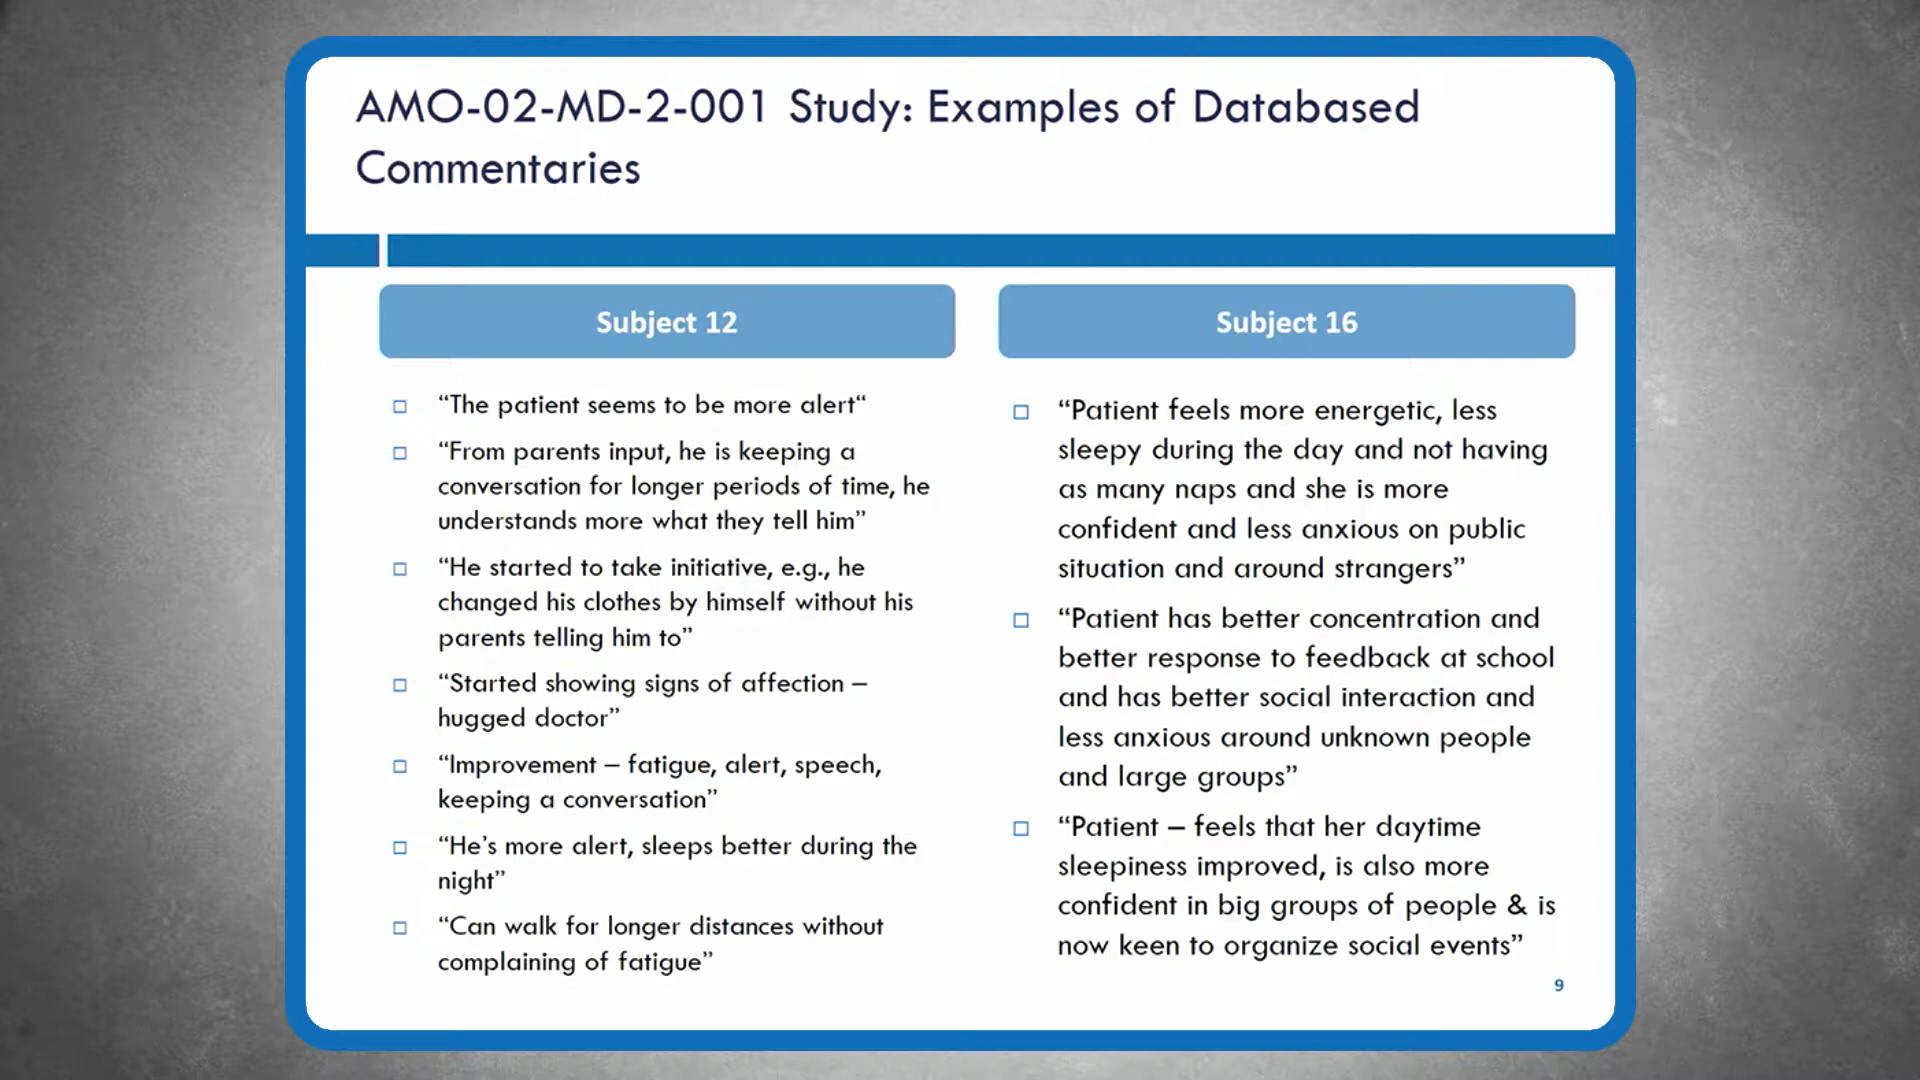 AMO-02-MD-2-001 Study: Examples of Databased
Commentaries
Subject 12
“The patient seems to be more alert“
“From parents input, he is keeping a
conversation for longer periods of time, he
understands more what they tell him”
“He started to take initiative, e.g., he
changed his clothes by himself without his
parents telling him to”
“Started showing signs of affection –
hugged doctor”
“Improvement – fatigue, alert, speech,
keeping a conversation”
“He’s more alert, sleeps better during the
night”
“Can walk for longer distances without
complaining of fatigue”
Subject 16
“Patient feels more energetic, less
sleepy during the day and not having
as many naps and she is more
confident and less anxious on public
situation and around strangers”
“Patient has better concentration and
better response to feedback at school
and has better social interaction and
less anxious around unknown people
and large groups”
“Patient – feels that her daytime
sleepiness improved, is also more
confident in big groups of people & is
now keen to organize social events”
9